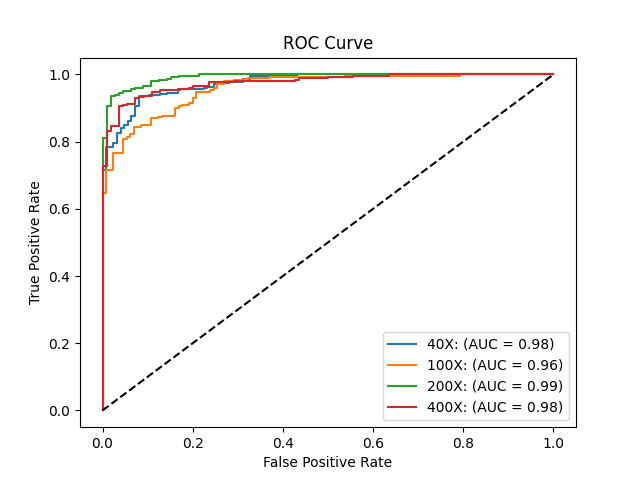 ROC Curve
True Positive Rate
1.0
0.8
0.6
0.4
0.2
0.0
0.0 0.2 0.4 0.6 0.8 1.0
False Positive Rate
40X: (AUC = 0.98)
100X: (AUC = 0.96)
200X: (AUC = 0.99)
400X: (AUC = 0.98)